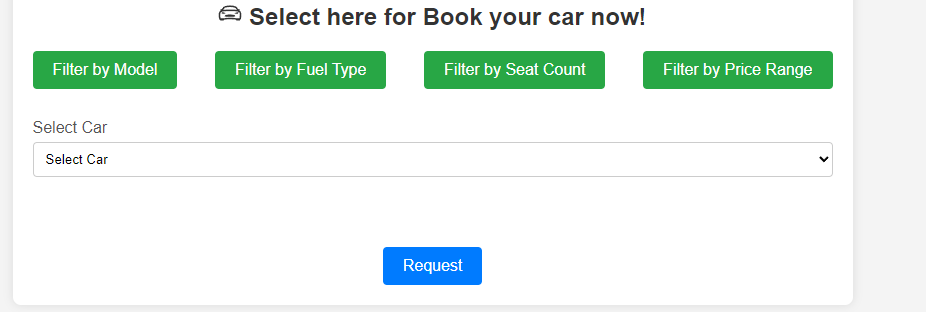 Select here for Book your car now!
Filter by Model Filter by Fuel Type Filter by Seat Count Filter by Price Range
Select Car
Select Car
Request